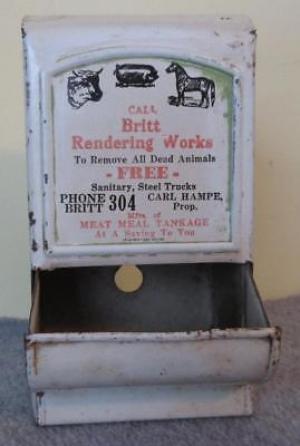 CALL
Britt
Rendering Works
To Remove All Dead Animals
- FREE -
Sanitary, Steel Trucks
PHONE BRITT 304 CARL HAMPE, Prop.
Mfrs. of
MEAT MEAL TANKAGE
At A Saving To You